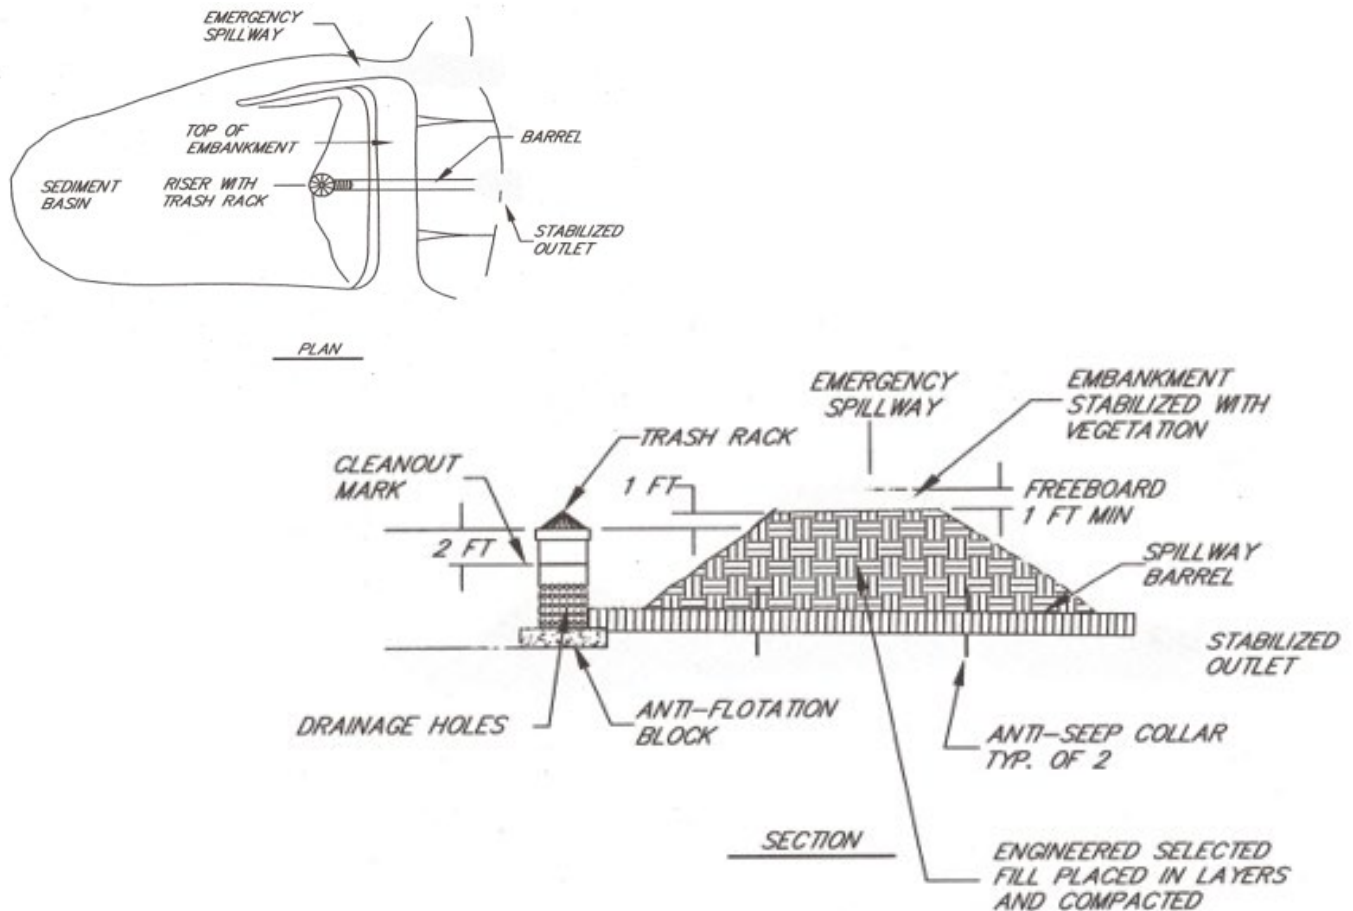 EMERGENCY
SPILLWAY
TOP OF
EMBANKMENT
BARREL
SEDIMENT
BASIN
RISER WITH
TRASH RACK
STABILIZED
OUTLET
PLAN
EMERGENCY
SPILLWAY
EMBANKMENT
STABILIZED WITH
VEGETATION
TRASH RACK
CLEANOUT
MARK
1 FT
FREEBOARD
1 FT MIN
2 FT
SPILLWAY
BARREL
STABILIZED
OUTLET
DRAINAGE HOLES
ANTI-FLOTATION
BLOCK
ANTI-SEEP COLLAR
TYP. OF 2
SECTION
ENGINEERED SELECTED
FILL PLACED IN LAYERS
AND COMPACTED